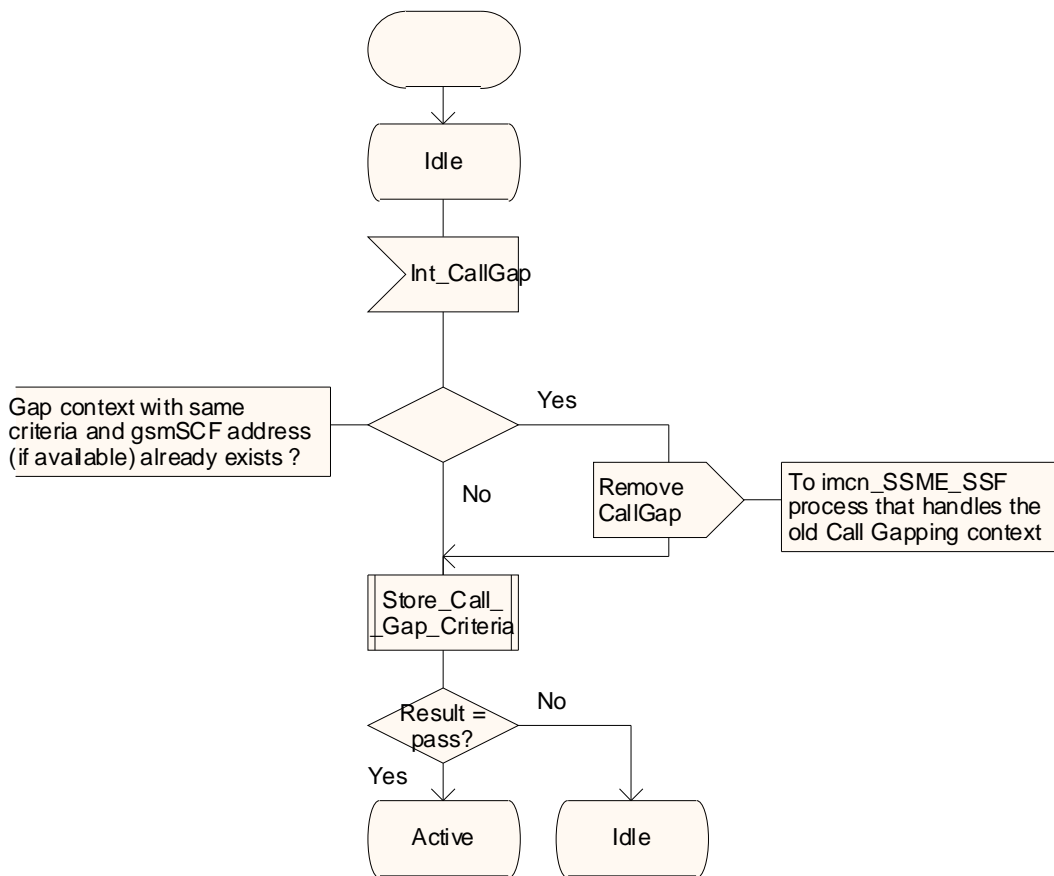 Idle
Int_CallGap
Gap context with same
criteria and gsmSCF address
(if available) already exists ?
Yes
No
Remove
CallGap
To imcn_SSME_SSF
process that handles the
old Call Gapping context
Store_Call_
_Gap_Criteria
Result =
pass?
No
Yes
Active
Idle